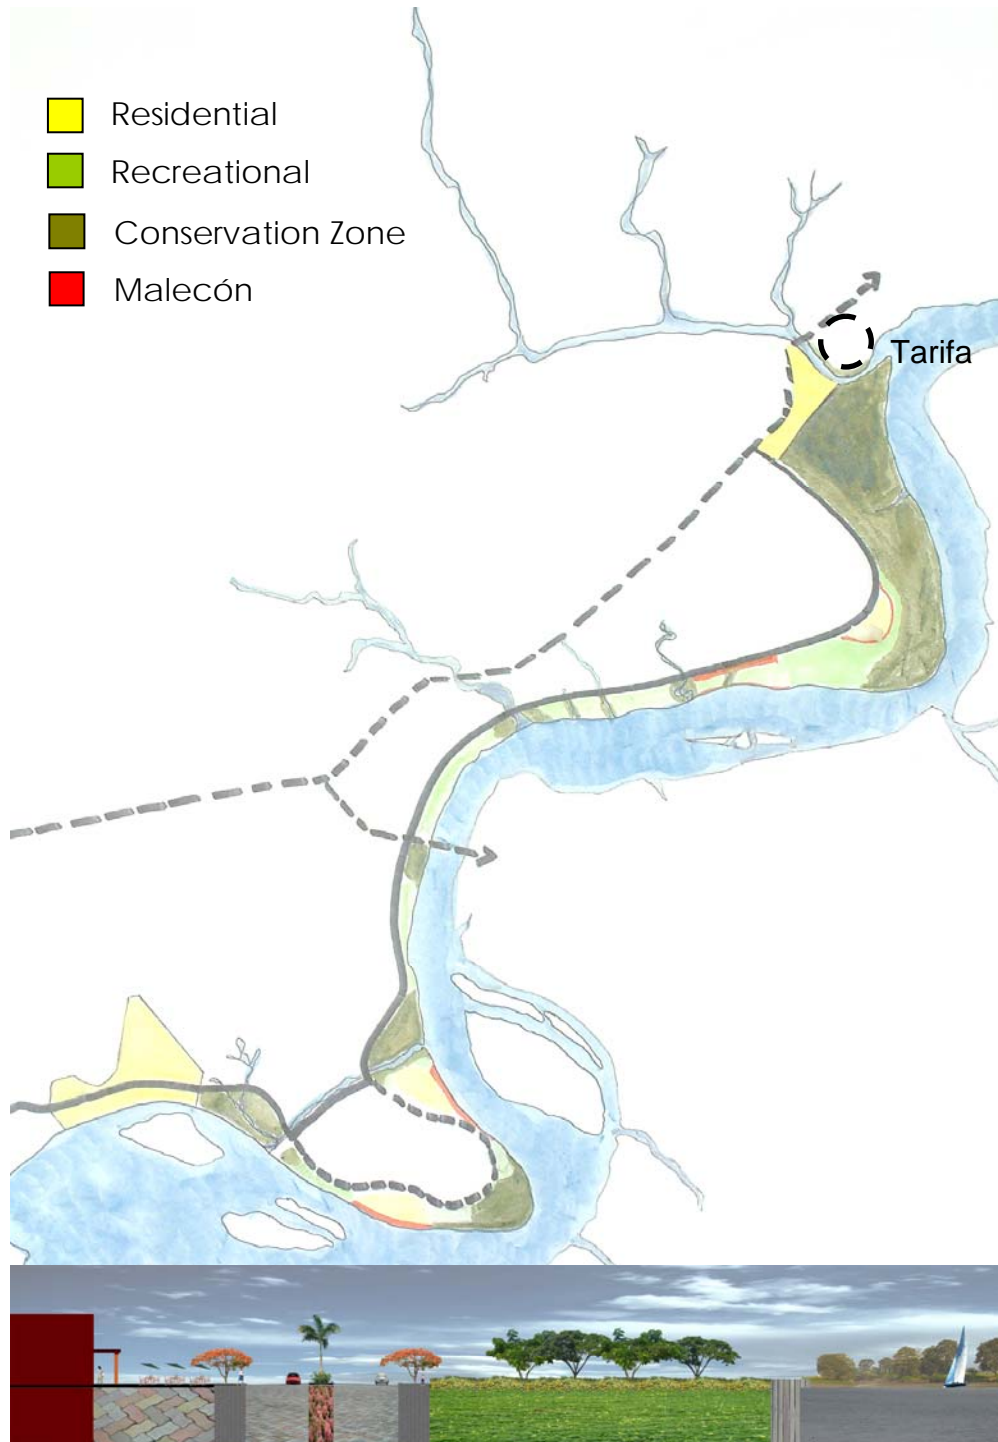 Residential
Recreational
Conservation Zone
Malecón
Tarifa